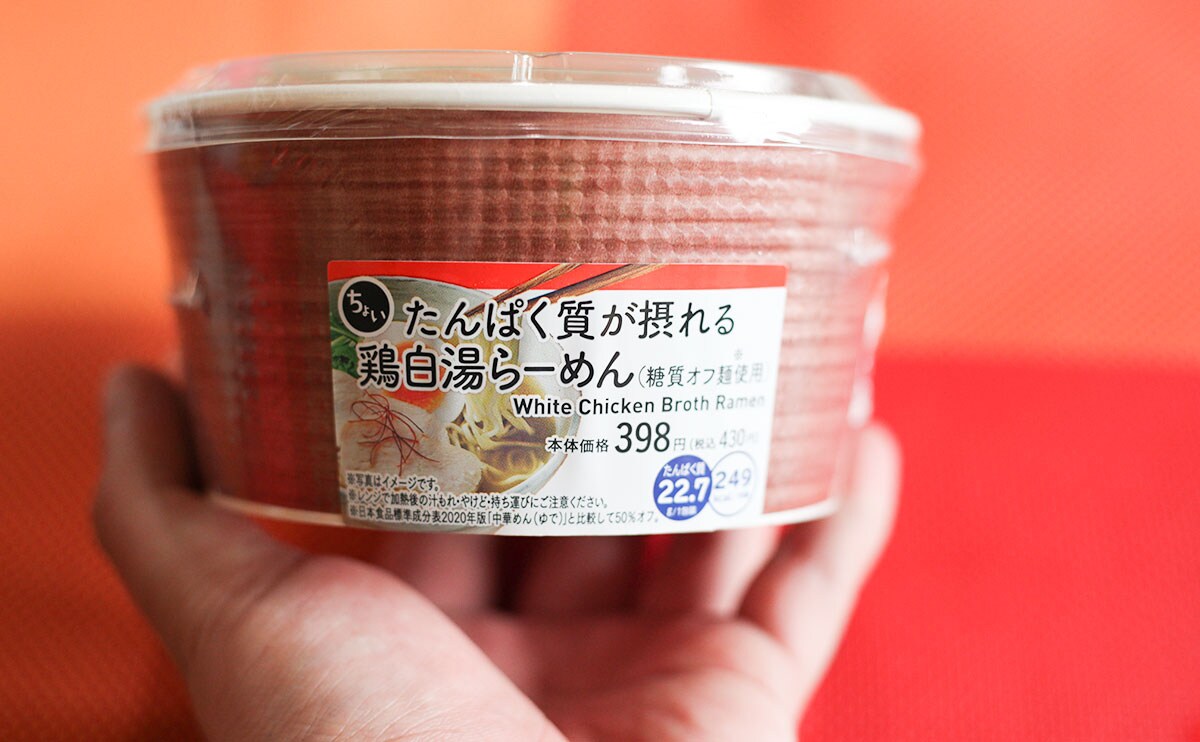 ちょい
たんぱく質が摂れる
鶏白湯らーめん(糖質オフ麺※使用)
White Chicken Broth Ramen
本体価格 398円(税込 430円)
たんぱく質
22.7
g/1包装
249
※写真はイメージです。
※レンジで加熱後の汁もれ・やけど・持ち運びにご注意ください。
※日本食品標準成分表2020年版「中華めん(ゆで)」と比較して50%オフ。